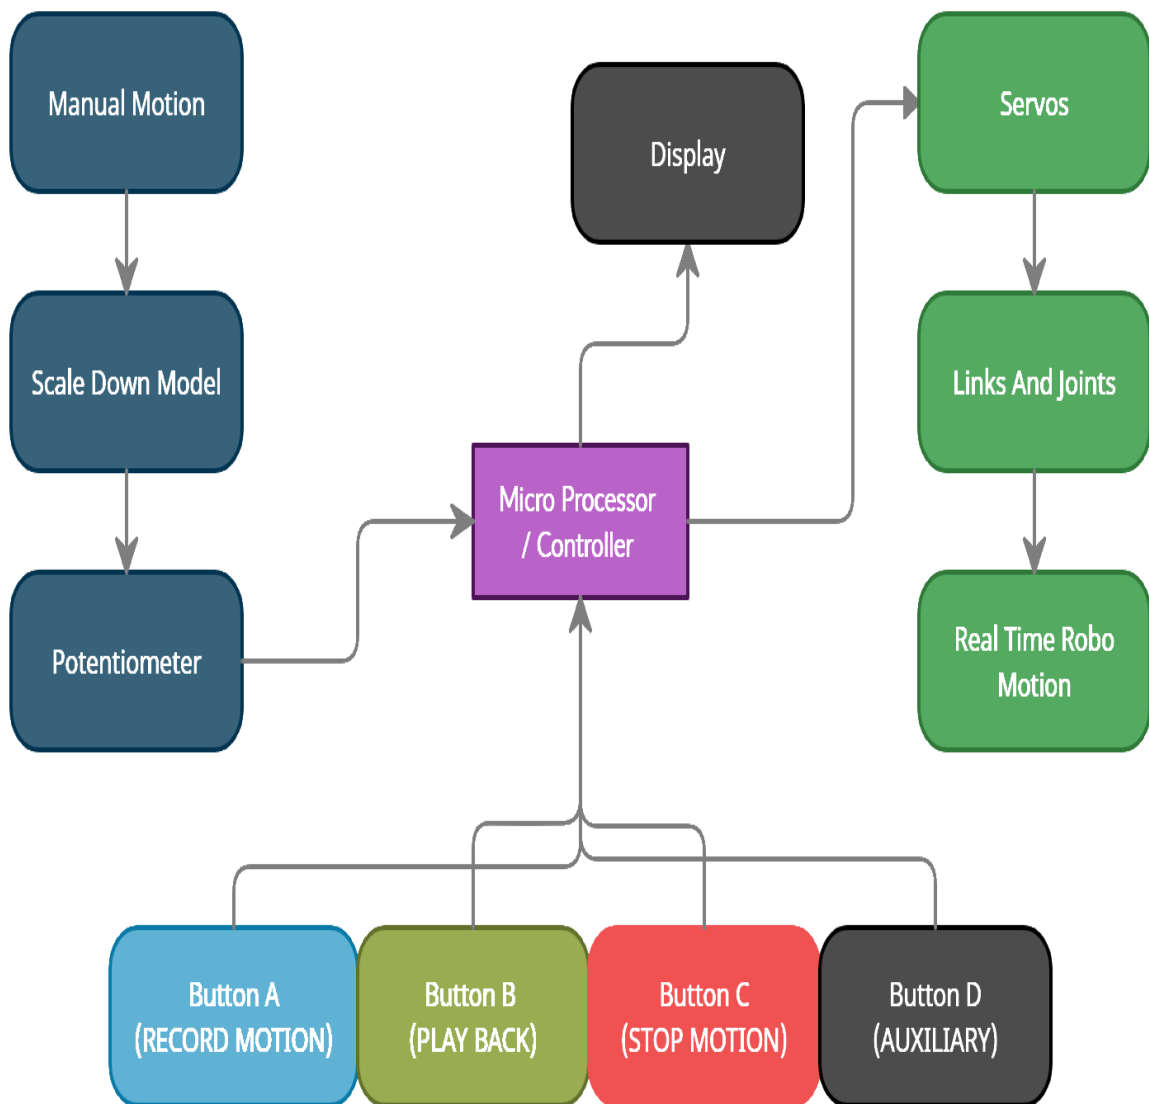 Manual Motion
Display
Servos
Scale Down Model
Links And Joints
Micro Processor
/ Controller
Potentiometer
Real Time Robo
Motion
Button A
(RECORD MOTION)
Button B
(PLAY BACK)
Button C
(STOP MOTION)
Button D
(AUXILIARY)